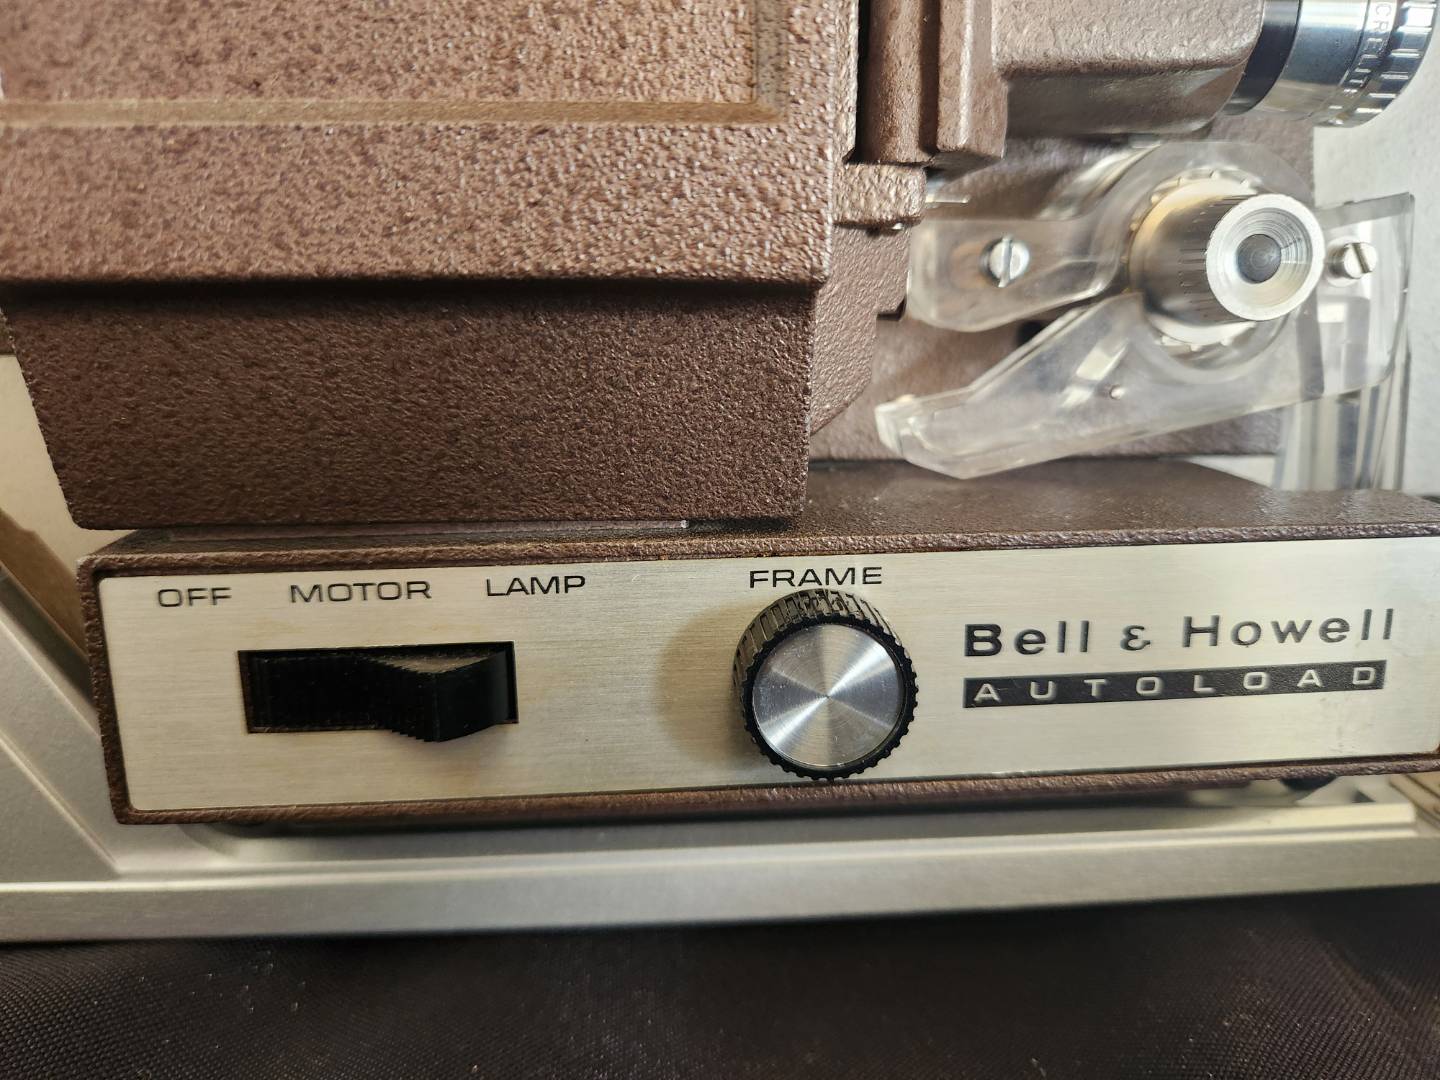 OFF MOTOR LAMP
FRAME
Bell & Howell
AUTOLOAD